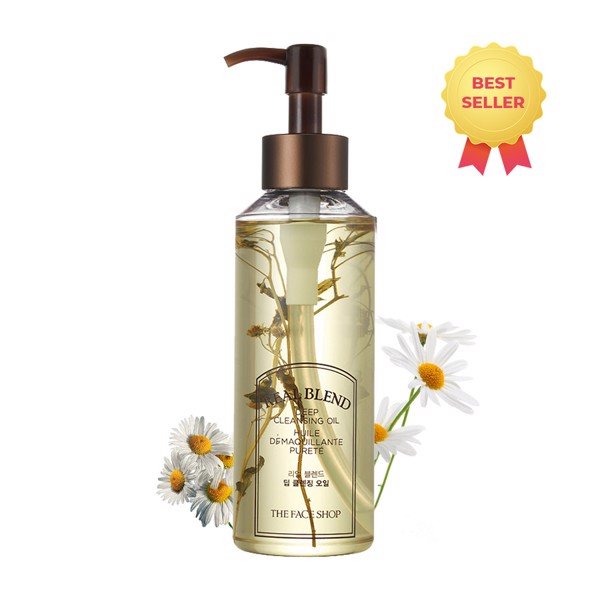 BEST
SELLER
REAL BLEND
DEEP
CLEANSING OIL
HUILE
DÉMAQUILLANTE
PURETÉ
리얼 블렌드
딥 클렌징 오일
THE FACE SHOP